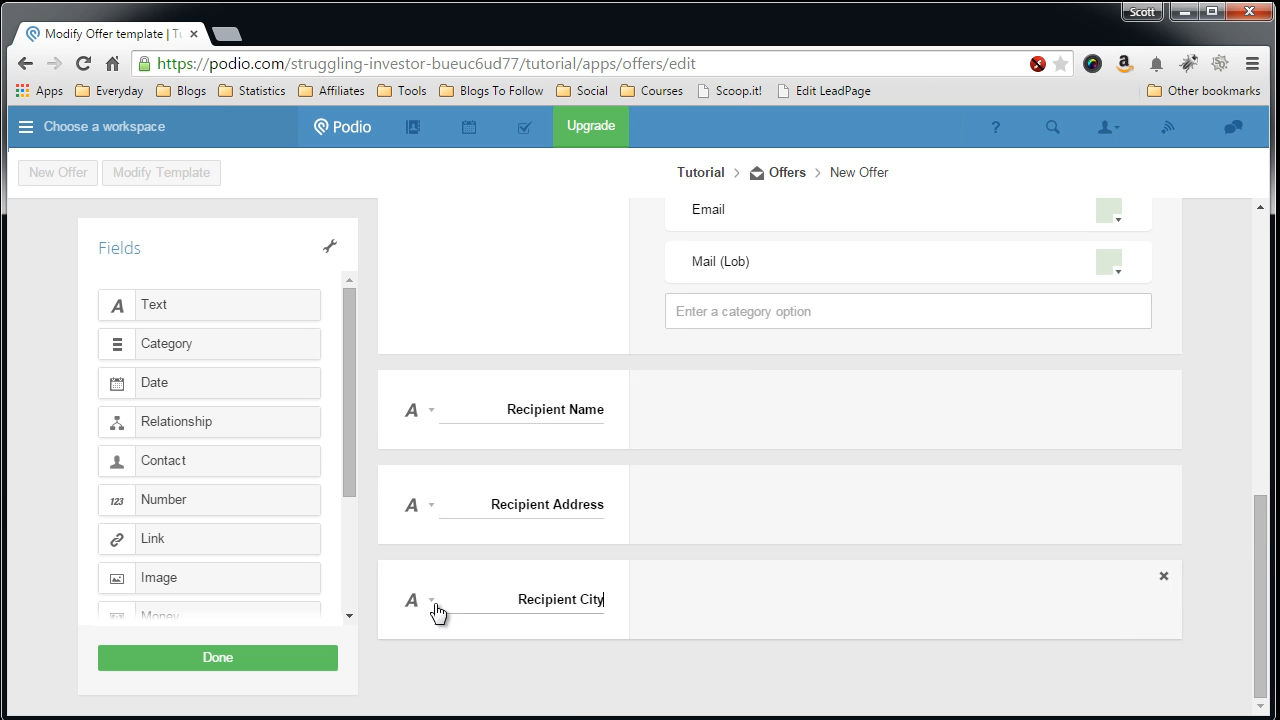 Scott
Modify Offer template | Tu
https://podio.com/struggling-investor-bueuc6ud77/tutorial/apps/offers/edit
Apps Everyday Blogs Statistics Affiliates Tools Blogs To Follow Social Courses Scoop.it! Edit LeadPage Other bookmarks
Choose a workspace Podio Upgrade ?
New Offer Modify Template Tutorial > Offers > New Offer
Fields
Text
Category
Date
Relationship
Contact
123 Number
Link
Image
Money
Done
Email
Mail (Lob)
Enter a category option
A Recipient Name
A Recipient Address
A Recipient City